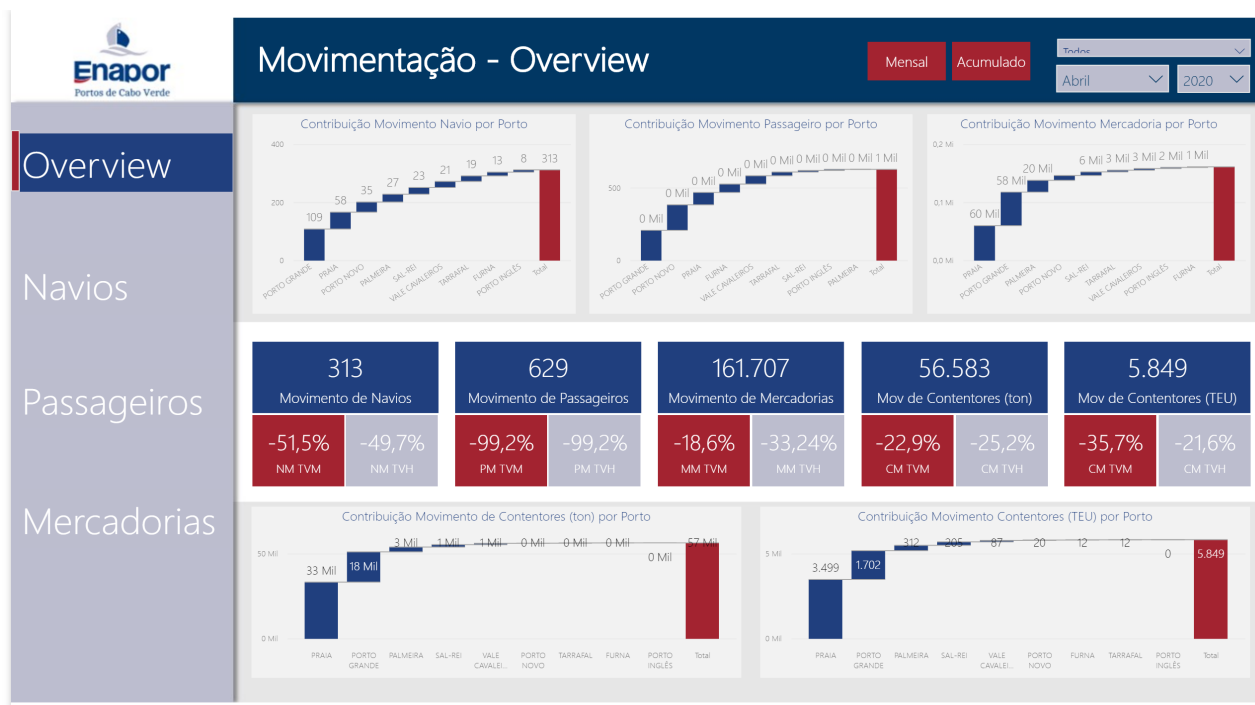 Enapor
Portos de Cabo Verde
Movimentação - Overview
Mensal
Acumulado
Todos
Abril
2020
Overview
Navios
Passageiros
Mercadorias
Contribuição Movimento Navio por Porto
400
200
0
109
58
35
27
23
21
19
13
8
313
PORTO GRANDE
PRAIA
PORTO NOVO
PALMEIRA
SAL-REI
VALE CAVALEIROS
TARRAFAL
FURNA
PORTO INGLÊS
Total
Contribuição Movimento Passageiro por Porto
500
0
0 Mil
0 Mil
0 Mil
0 Mil
0 Mil
0 Mil
0 Mil
0 Mil
0 Mil
1 Mil
PORTO GRANDE
PORTO NOVO
PRAIA
FURNA
VALE CAVALEIROS
TARRAFAL
SAL-REI
PORTO INGLÊS
PALMEIRA
Total
Contribuição Movimento Mercadoria por Porto
0,2 Mi
0,1 Mi
0,0 Mi
60 Mil
58 Mil
20 Mil
6 Mil
3 Mil
3 Mil
2 Mil
1 Mil
PRAIA
PORTO GRANDE
PALMEIRA
PORTO NOVO
SAL-REI
TARRAFAL
VALE CAVALEIROS
PORTO INGLÊS
FURNA
Total
313
Movimento de Navios
-51,5%
NM TVM
-49,7%
NM TVH
629
Movimento de Passageiros
-99,2%
PM TVM
-99,2%
PM TVH
161.707
Movimento de Mercadorias
-18,6%
MM TVM
-33,24%
MM TVH
56.583
Mov de Contentores (ton)
-22,9%
CM TVM
-25,2%
CM TVH
5.849
Mov de Contentores (TEU)
-35,7%
CM TVM
-21,6%
CM TVH
Contribuição Movimento de Contentores (ton) por Porto
50 Mil
0 Mil
33 Mil
18 Mil
3 Mil
1 Mil
1 Mil
0 Mil
0 Mil
0 Mil
0 Mil
57 Mil
PRAIA
PORTO
GRANDE
PALMEIRA
SAL-REI
VALE
CAVALEI...
PORTO
NOVO
TARRAFAL
FURNA
PORTO
INGLÊS
Total
Contribuição Movimento Contentores (TEU) por Porto
5 Mil
0 Mil
3.499
1.702
312
205
87
20
12
12
0
5.849
PRAIA
PORTO
GRANDE
PALMEIRA
SAL-REI
VALE
CAVALEI...
PORTO
NOVO
FURNA
TARRAFAL
PORTO
INGLÊS
Total